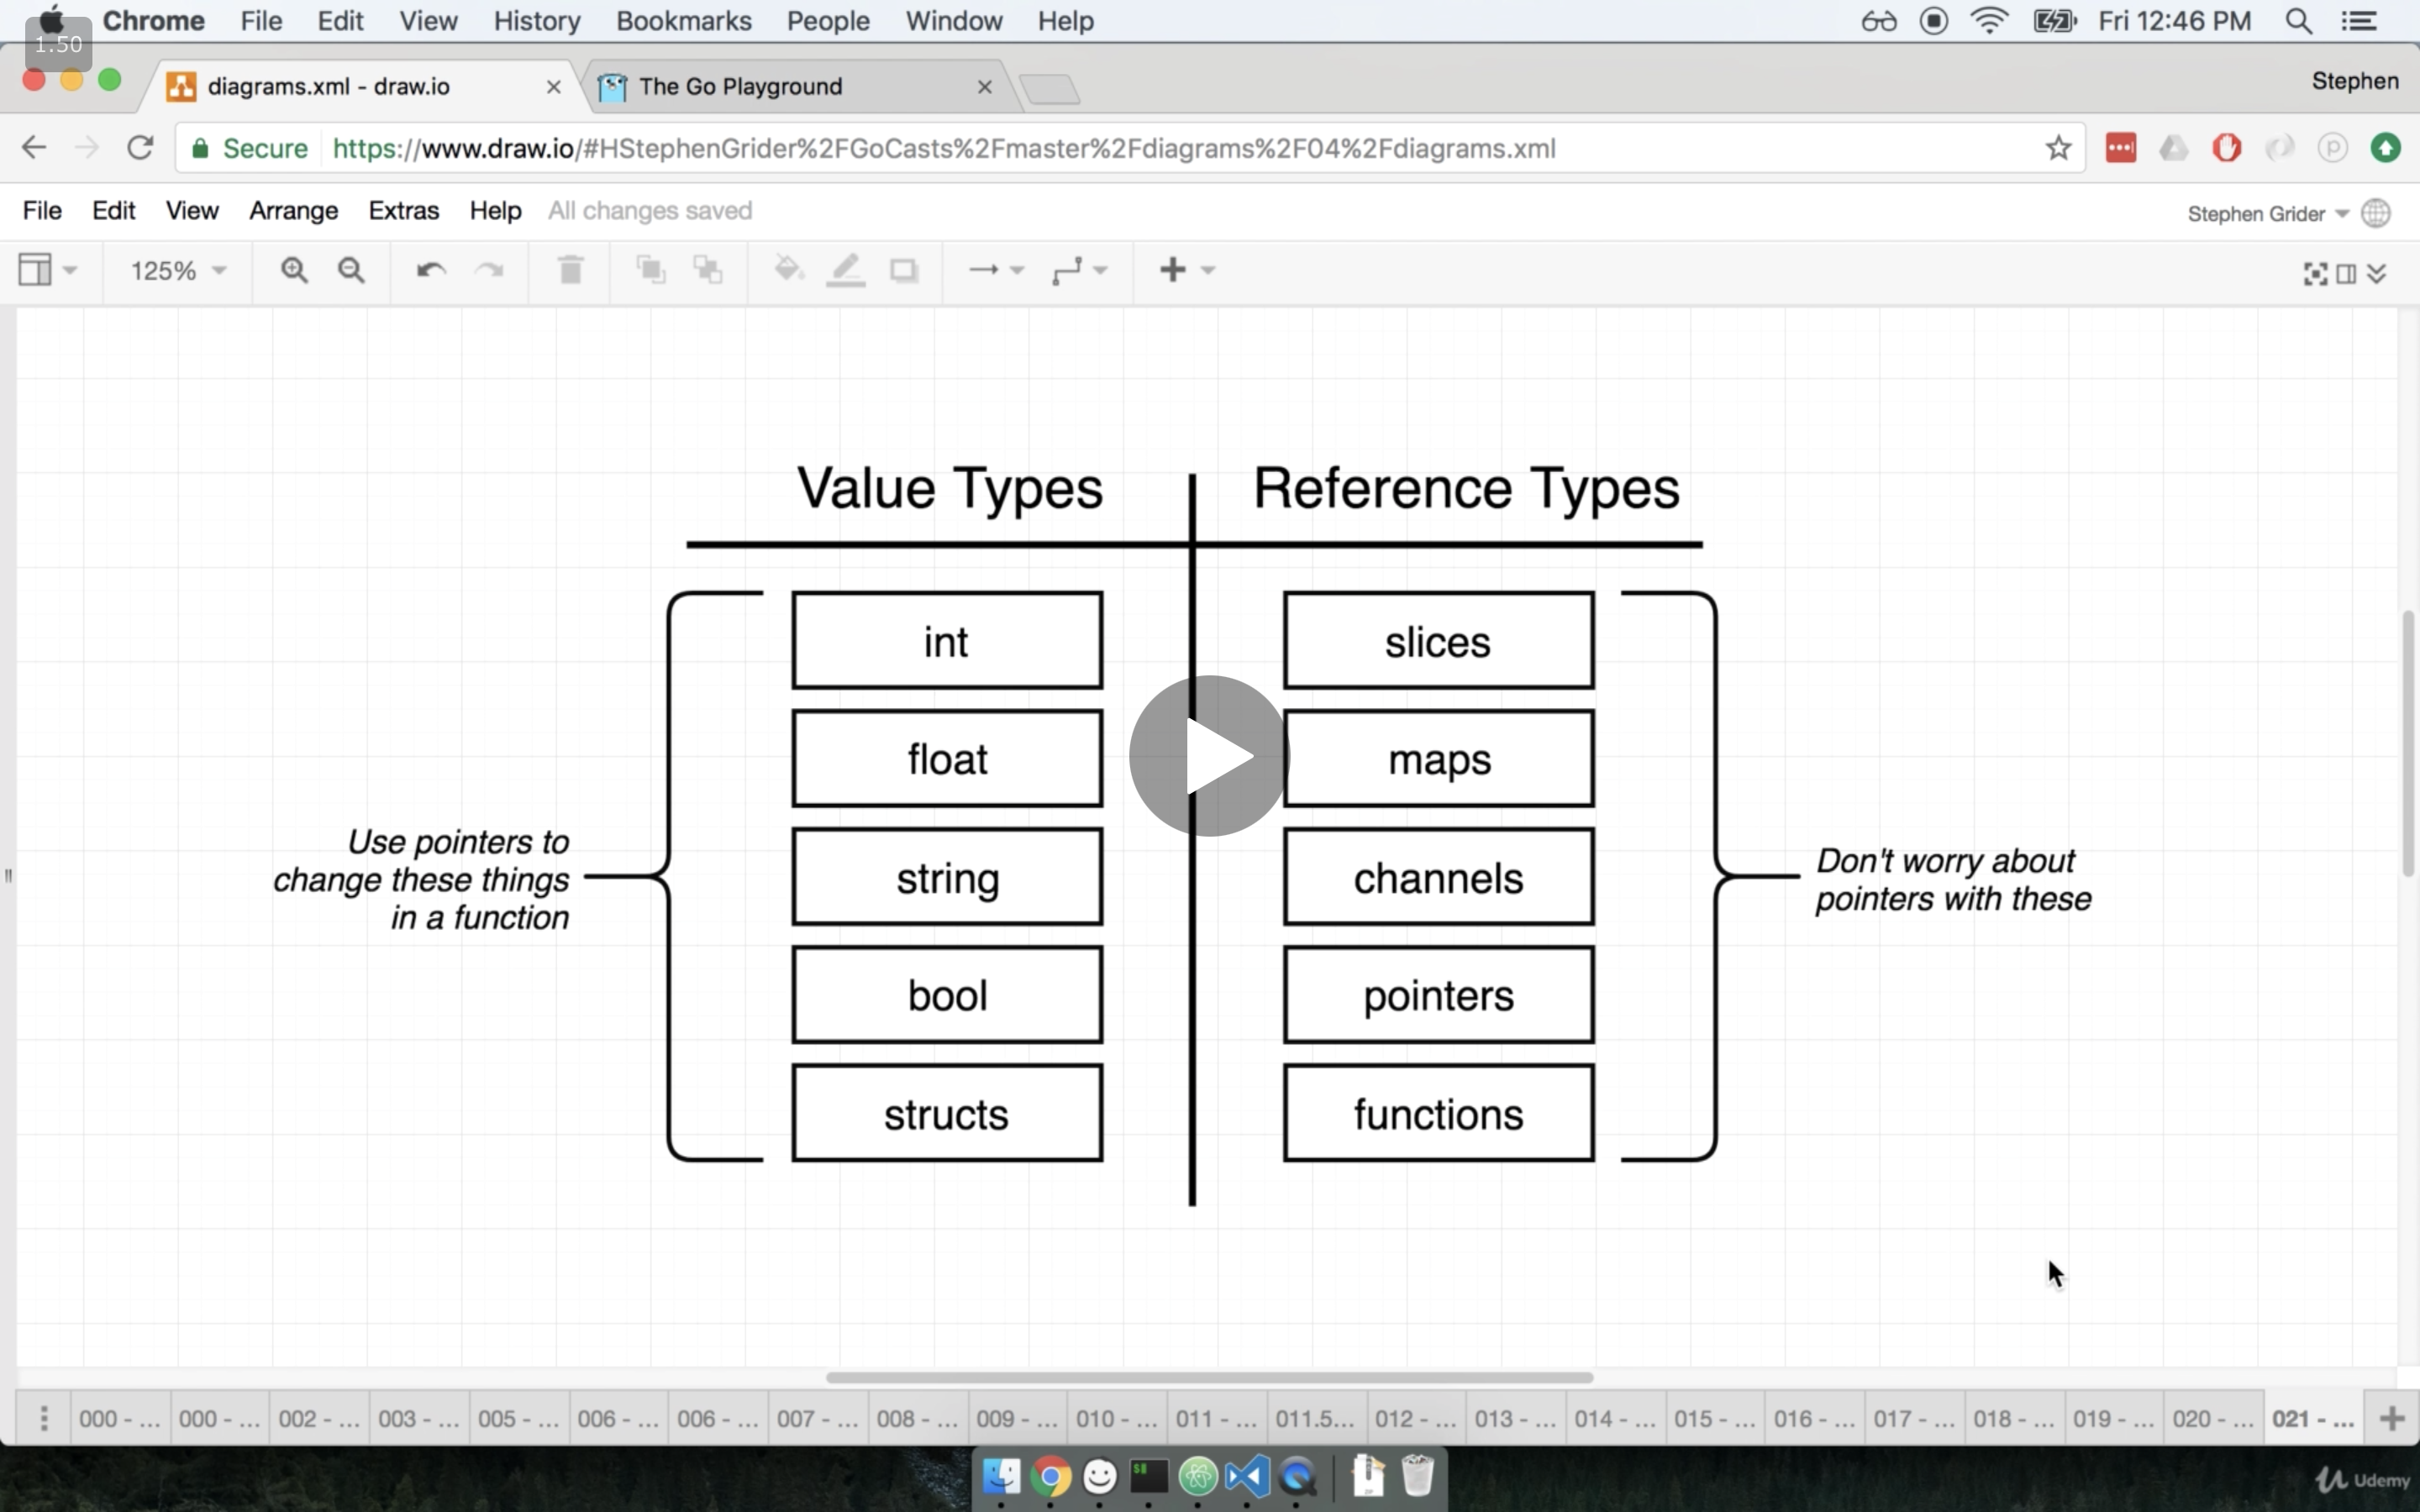 Chrome File Edit View History Bookmarks People Window Help Fri 12:46 PM
1.50
diagrams.xml - draw.io The Go Playground Stephen
Secure https://www.draw.io/#HStephenGrider%2FGoCasts%2Fmaster%2Fdiagrams%2F04%2Fdiagrams.xml
File Edit View Arrange Extras Help All changes saved Stephen Grider
125%
Value Types Reference Types
int slices
float maps
Use pointers to
change these things
in a function
string channels
Don't worry about
pointers with these
bool pointers
structs functions
000 - ... 000 - ... 002 - ... 003 - ... 005 - ... 006 - ... 006 - ... 007 - ... 008 - ... 009 - ... 010 - ... 011 - ... 011.5... 012 - ... 013 - ... 014 - ... 015 - ... 016 - ... 017 - ... 018 - ... 019 - ... 020 - ... 021 - ...
Udemy